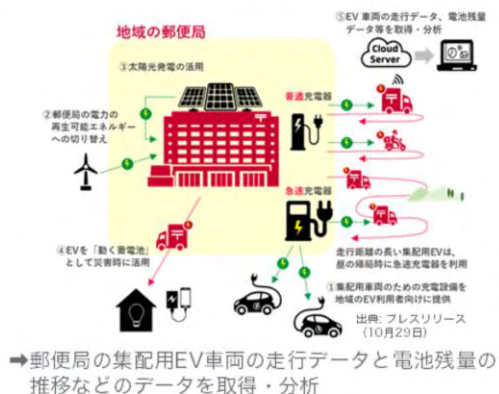 ⑤EV 車両の走行データ、電池残量
データ等を取得・分析
地域の郵便局
Cloud
Server
③太陽光発電の活用
普通充電器
②郵便局の電力の
再生可能エネルギー
への切り替え
急速充電器
④EVを「動く蓄電池」
として災害時に活用
走行距離の長い集配用EVは、
昼の帰局時に急速充電器を利用
①集配用車両のための充電設備を
地域のEV利用者向けに提供
出典: プレスリリース
(10月29日)
➡郵便局の集配用EV車両の走行データと電池残量の
推移などのデータを取得・分析